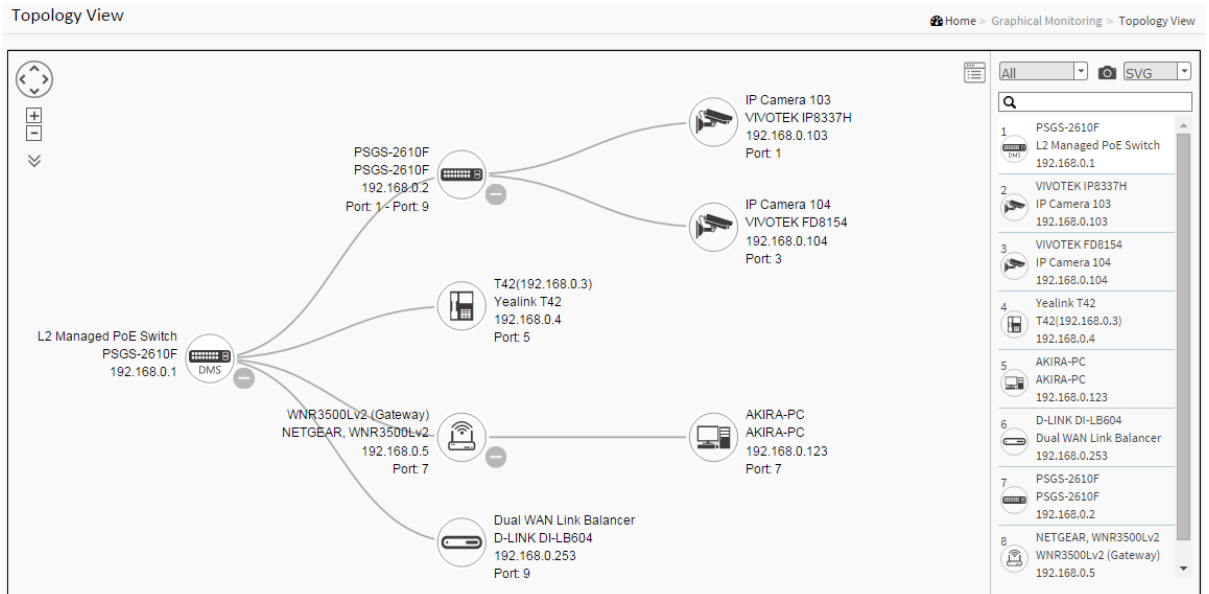 Topology View
Home > Graphical Monitoring > Topology View
IP Camera 103
VIVOTEK IP8337H
192.168.0.103
Port: 1
PSGS-2610F
PSGS-2610F
192.168.0.2
Port: 1 - Port: 9
IP Camera 104
VIVOTEK FD8154
192.168.0.104
Port: 3
T42(192.168.0.3)
Yealink T42
192.168.0.4
Port: 5
L2 Managed PoE Switch
PSGS-2610F
192.168.0.1
DMS
WNR3500Lv2 (Gateway)
NETGEAR, WNR3500Lv2
192.168.0.5
Port: 7
AKIRA-PC
AKIRA-PC
192.168.0.123
Port: 7
Dual WAN Link Balancer
D-LINK DI-LB604
192.168.0.253
Port: 9
All
SVG
1
PSGS-2610F
L2 Managed PoE Switch
192.168.0.1
DMS
2
VIVOTEK IP8337H
IP Camera 103
192.168.0.103
3
VIVOTEK FD8154
IP Camera 104
192.168.0.104
4
Yealink T42
T42(192.168.0.3)
192.168.0.4
5
AKIRA-PC
AKIRA-PC
192.168.0.123
6
D-LINK DI-LB604
Dual WAN Link Balancer
192.168.0.253
7
PSGS-2610F
PSGS-2610F
192.168.0.2
8
NETGEAR, WNR3500Lv2
WNR3500Lv2 (Gateway)
192.168.0.5